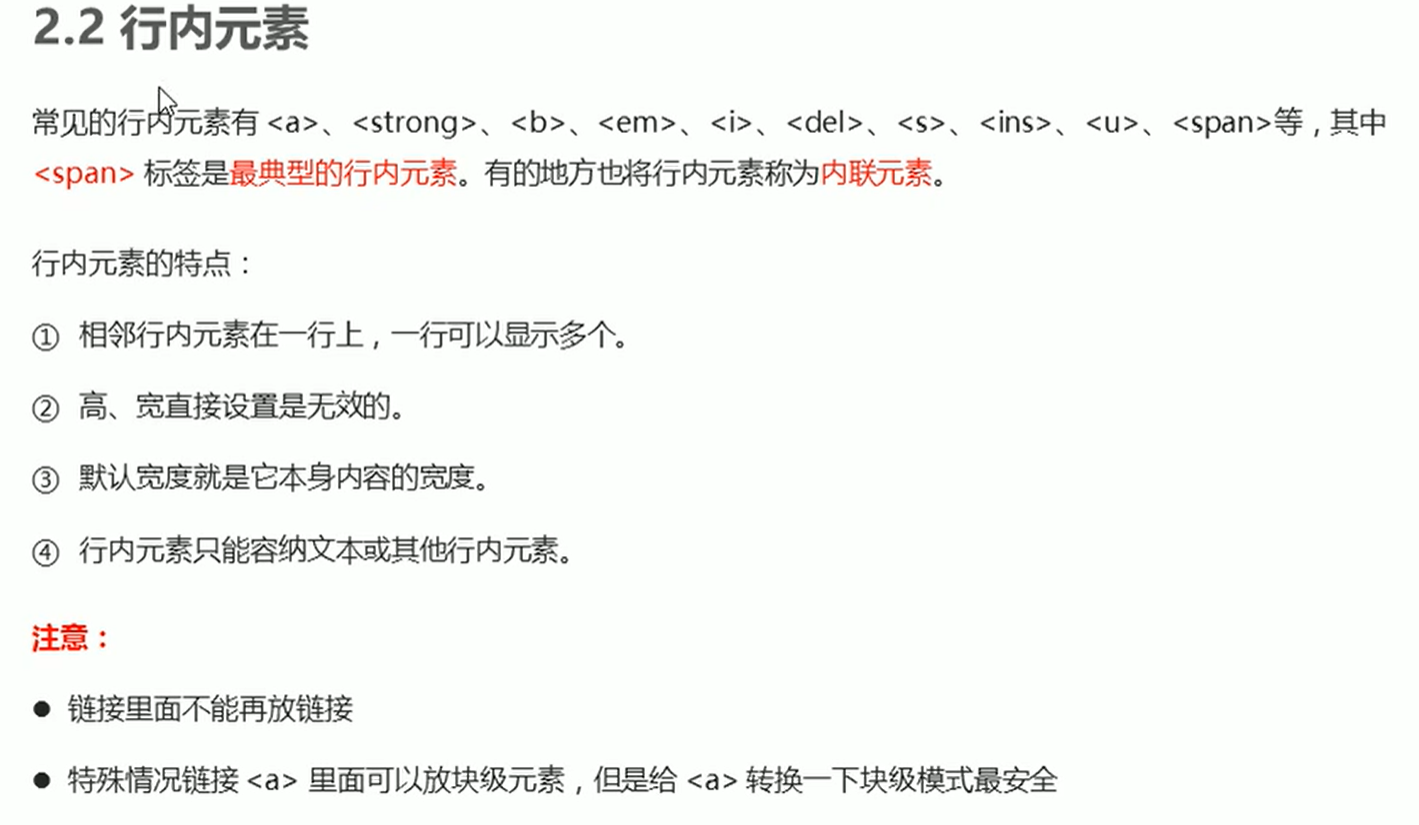 2.2 行内元素
常见的行内元素有 <a>、<strong>、<b>、<em>、<i>、<del>、<s>、<ins>、<u>、<span>等，其中
<span> 标签是最典型的行内元素。有的地方也将行内元素称为内联元素。
行内元素的特点：
① 相邻行内元素在一行上，一行可以显示多个。
② 高、宽直接设置是无效的。
③ 默认宽度就是它本身内容的宽度。
④ 行内元素只能容纳文本或其他行内元素。
注意：
● 链接里面不能再放链接
● 特殊情况链接 <a> 里面可以放块级元素，但是给 <a> 转换一下块级模式最安全